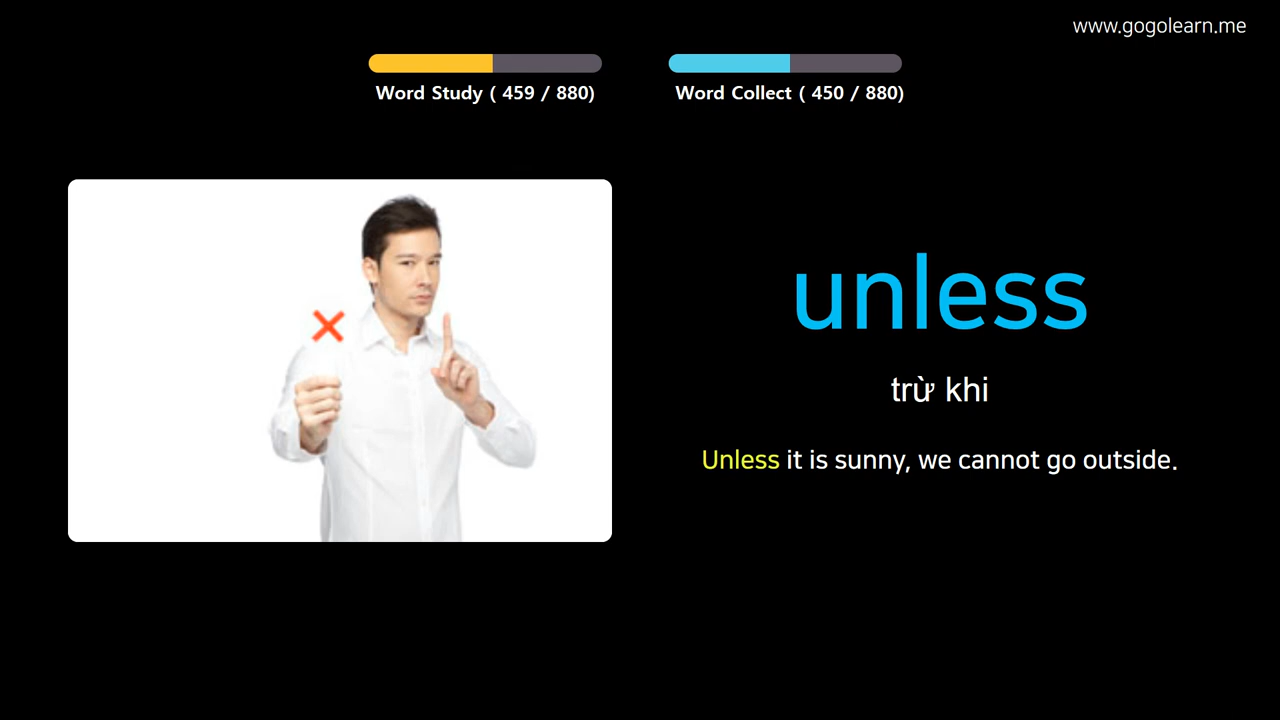 www.gogolearn.me
Word Study ( 459 / 880)
Word Collect ( 450 / 880)
unless
trừ khi
Unless it is sunny, we cannot go outside.